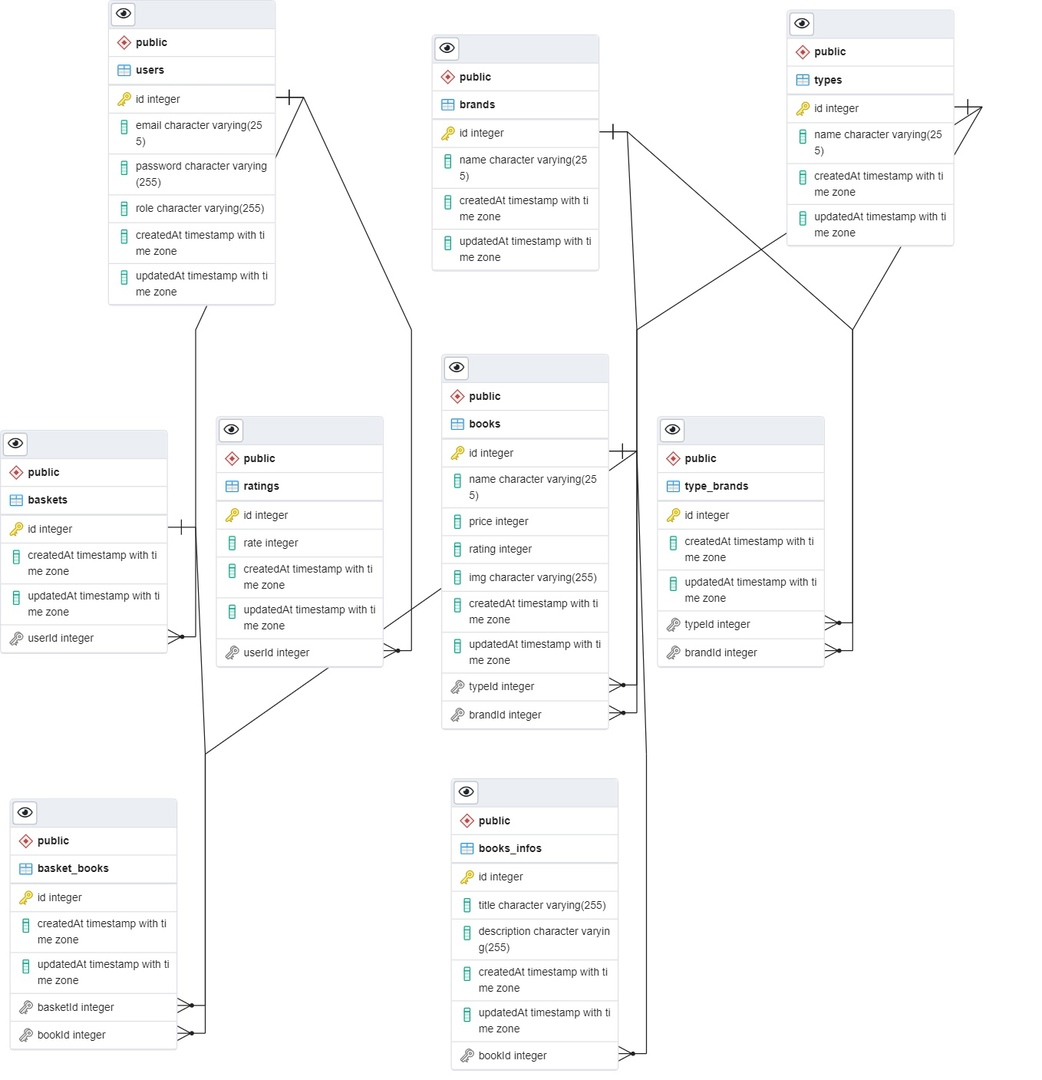 public
users
id integer
email character varying(25
5)
password character varying
(255)
role character varying(255)
createdAt timestamp with ti
me zone
updatedAt timestamp with ti
me zone
public
brands
id integer
name character varying(25
5)
createdAt timestamp with ti
me zone
updatedAt timestamp with ti
me zone
public
types
id integer
name character varying(25
5)
createdAt timestamp with ti
me zone
updatedAt timestamp with ti
me zone
public
baskets
id integer
createdAt timestamp with ti
me zone
updatedAt timestamp with ti
me zone
userId integer
public
ratings
id integer
rate integer
createdAt timestamp with ti
me zone
updatedAt timestamp with ti
me zone
userId integer
public
books
id integer
name character varying(25
5)
price integer
rating integer
img character varying(255)
createdAt timestamp with ti
me zone
updatedAt timestamp with ti
me zone
typeId integer
brandId integer
public
type_brands
id integer
createdAt timestamp with ti
me zone
updatedAt timestamp with ti
me zone
typeId integer
brandId integer
public
basket_books
id integer
createdAt timestamp with ti
me zone
updatedAt timestamp with ti
me zone
basketId integer
bookId integer
public
books_infos
id integer
title character varying(255)
description character varyin
g(255)
createdAt timestamp with ti
me zone
updatedAt timestamp with ti
me zone
bookId integer